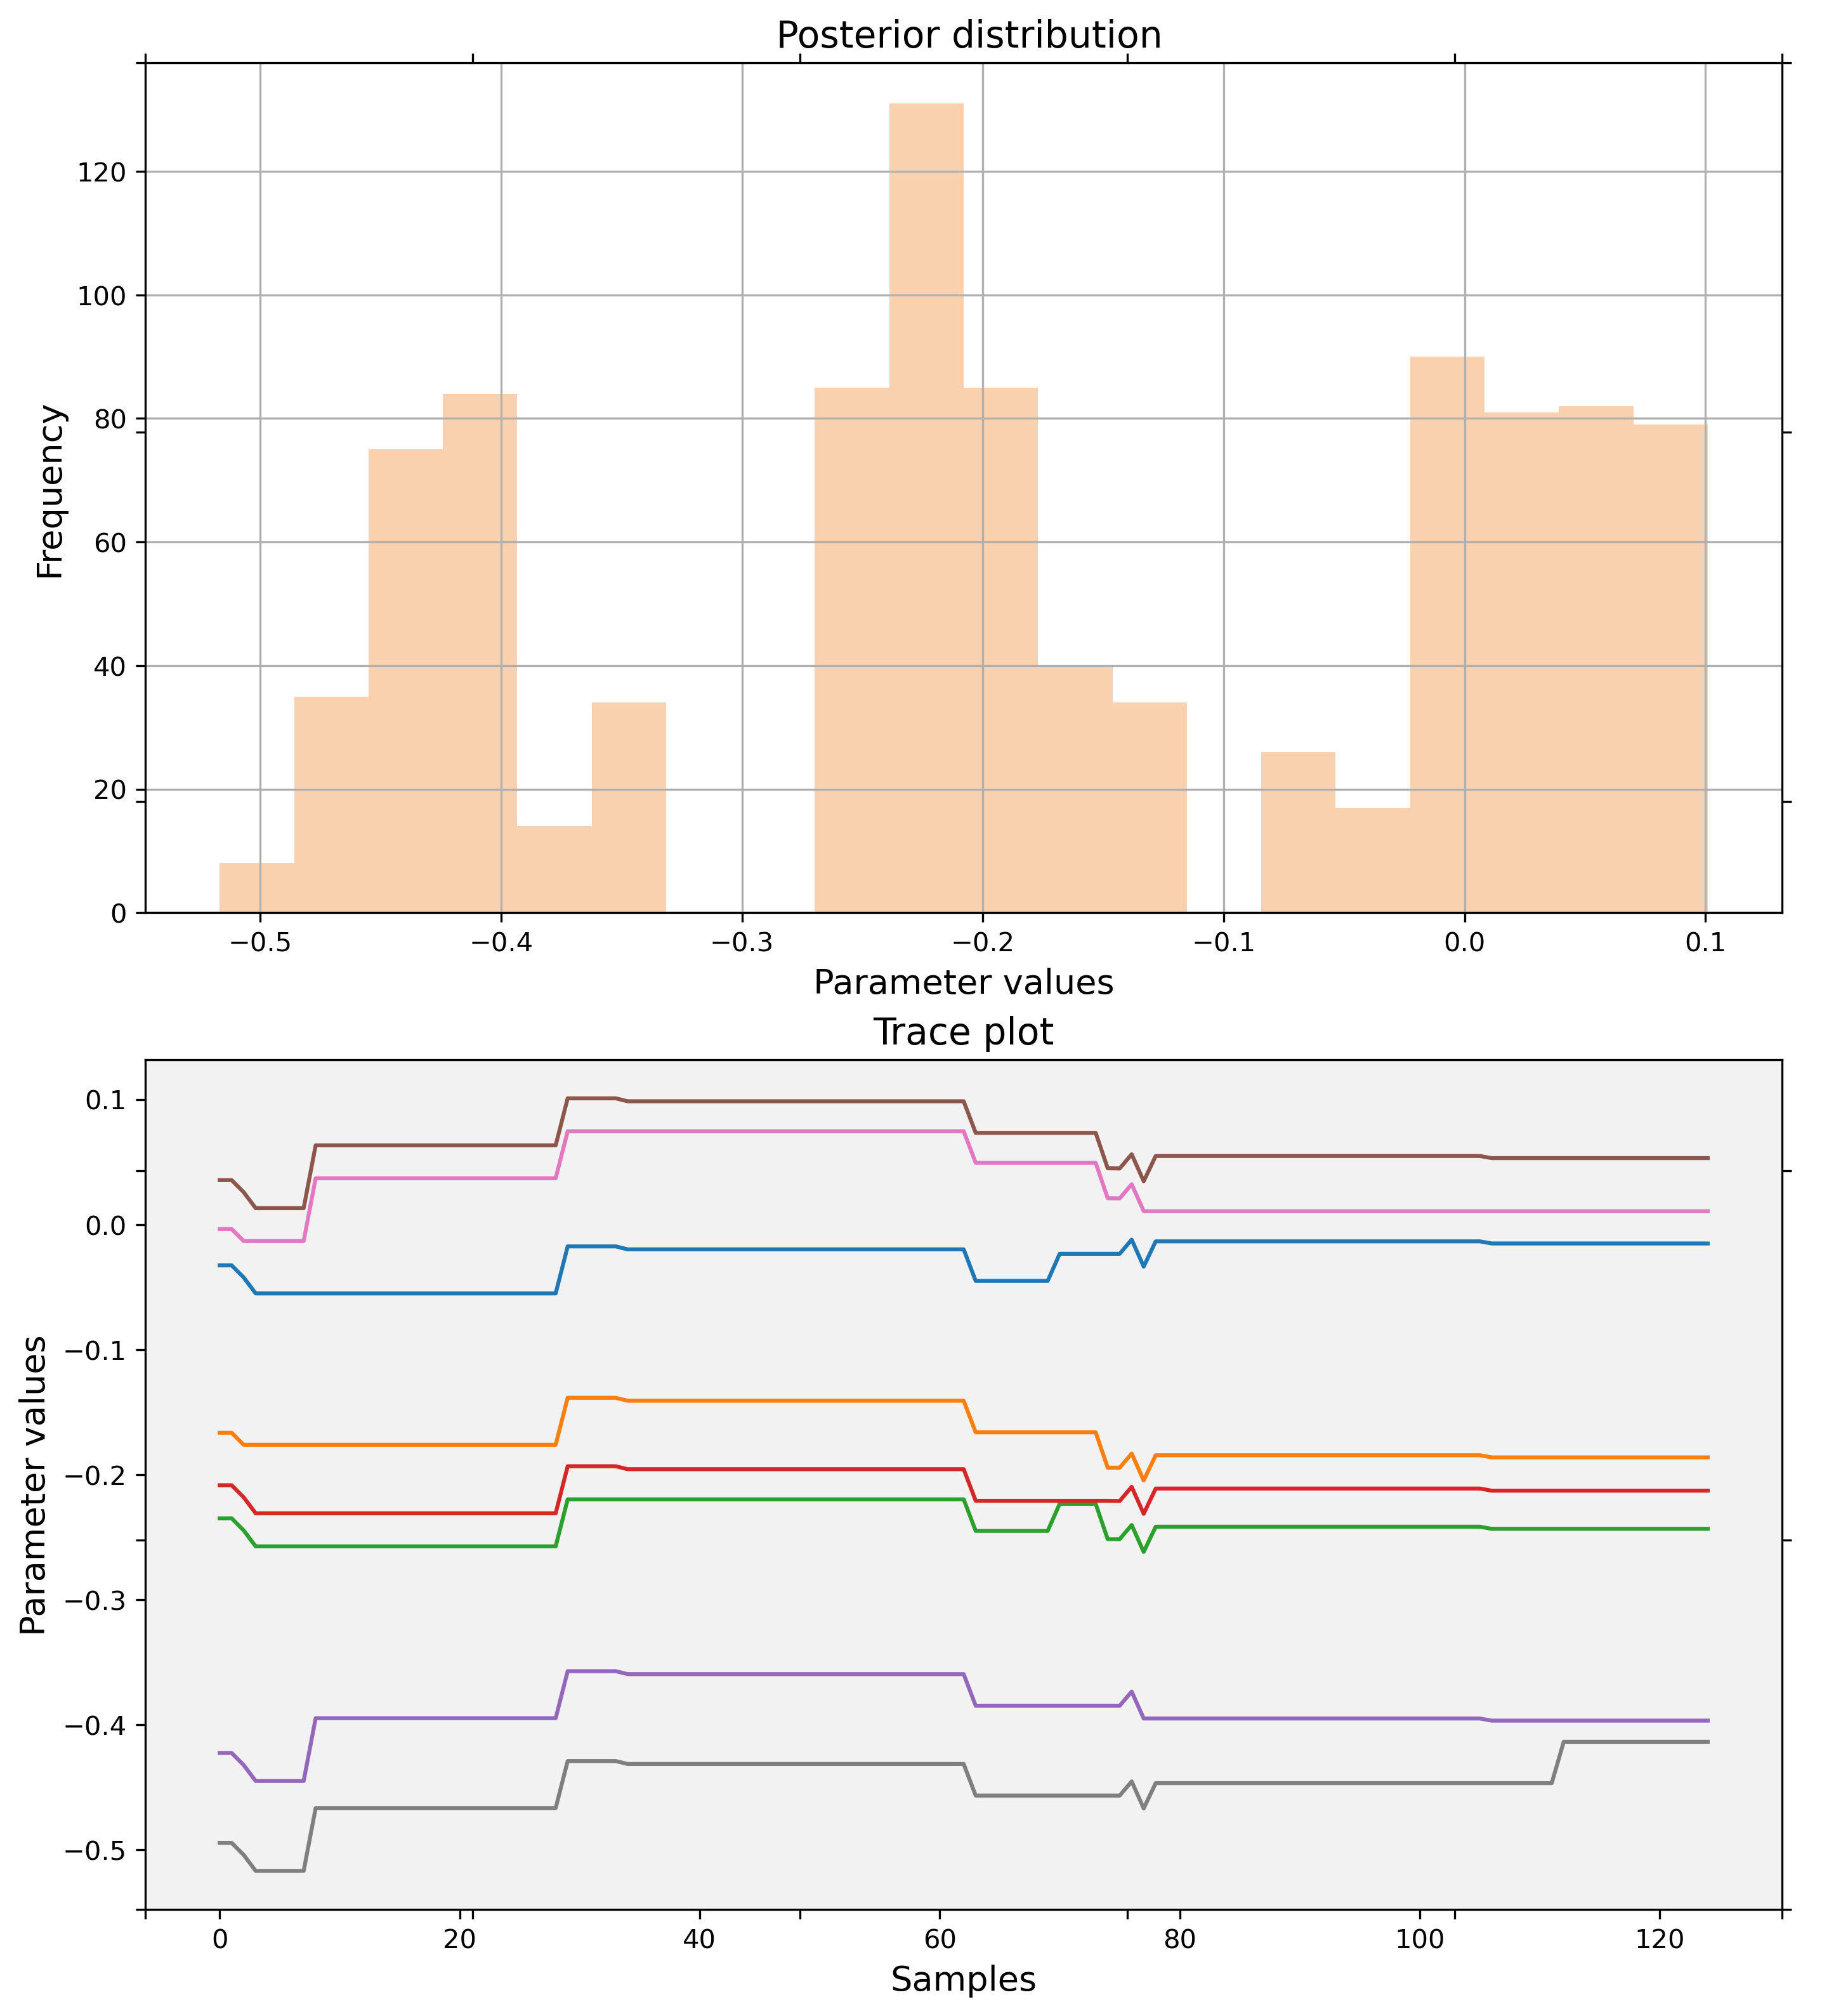 Posterior distribution
120
100
80
60
40
20
0
Frequency
−0.5 −0.4 −0.3 −0.2 −0.1 0.0 0.1
Parameter values
Trace plot
0.1
0.0
−0.1
−0.2
−0.3
−0.4
−0.5
Parameter values
0 20 40 60 80 100 120
Samples